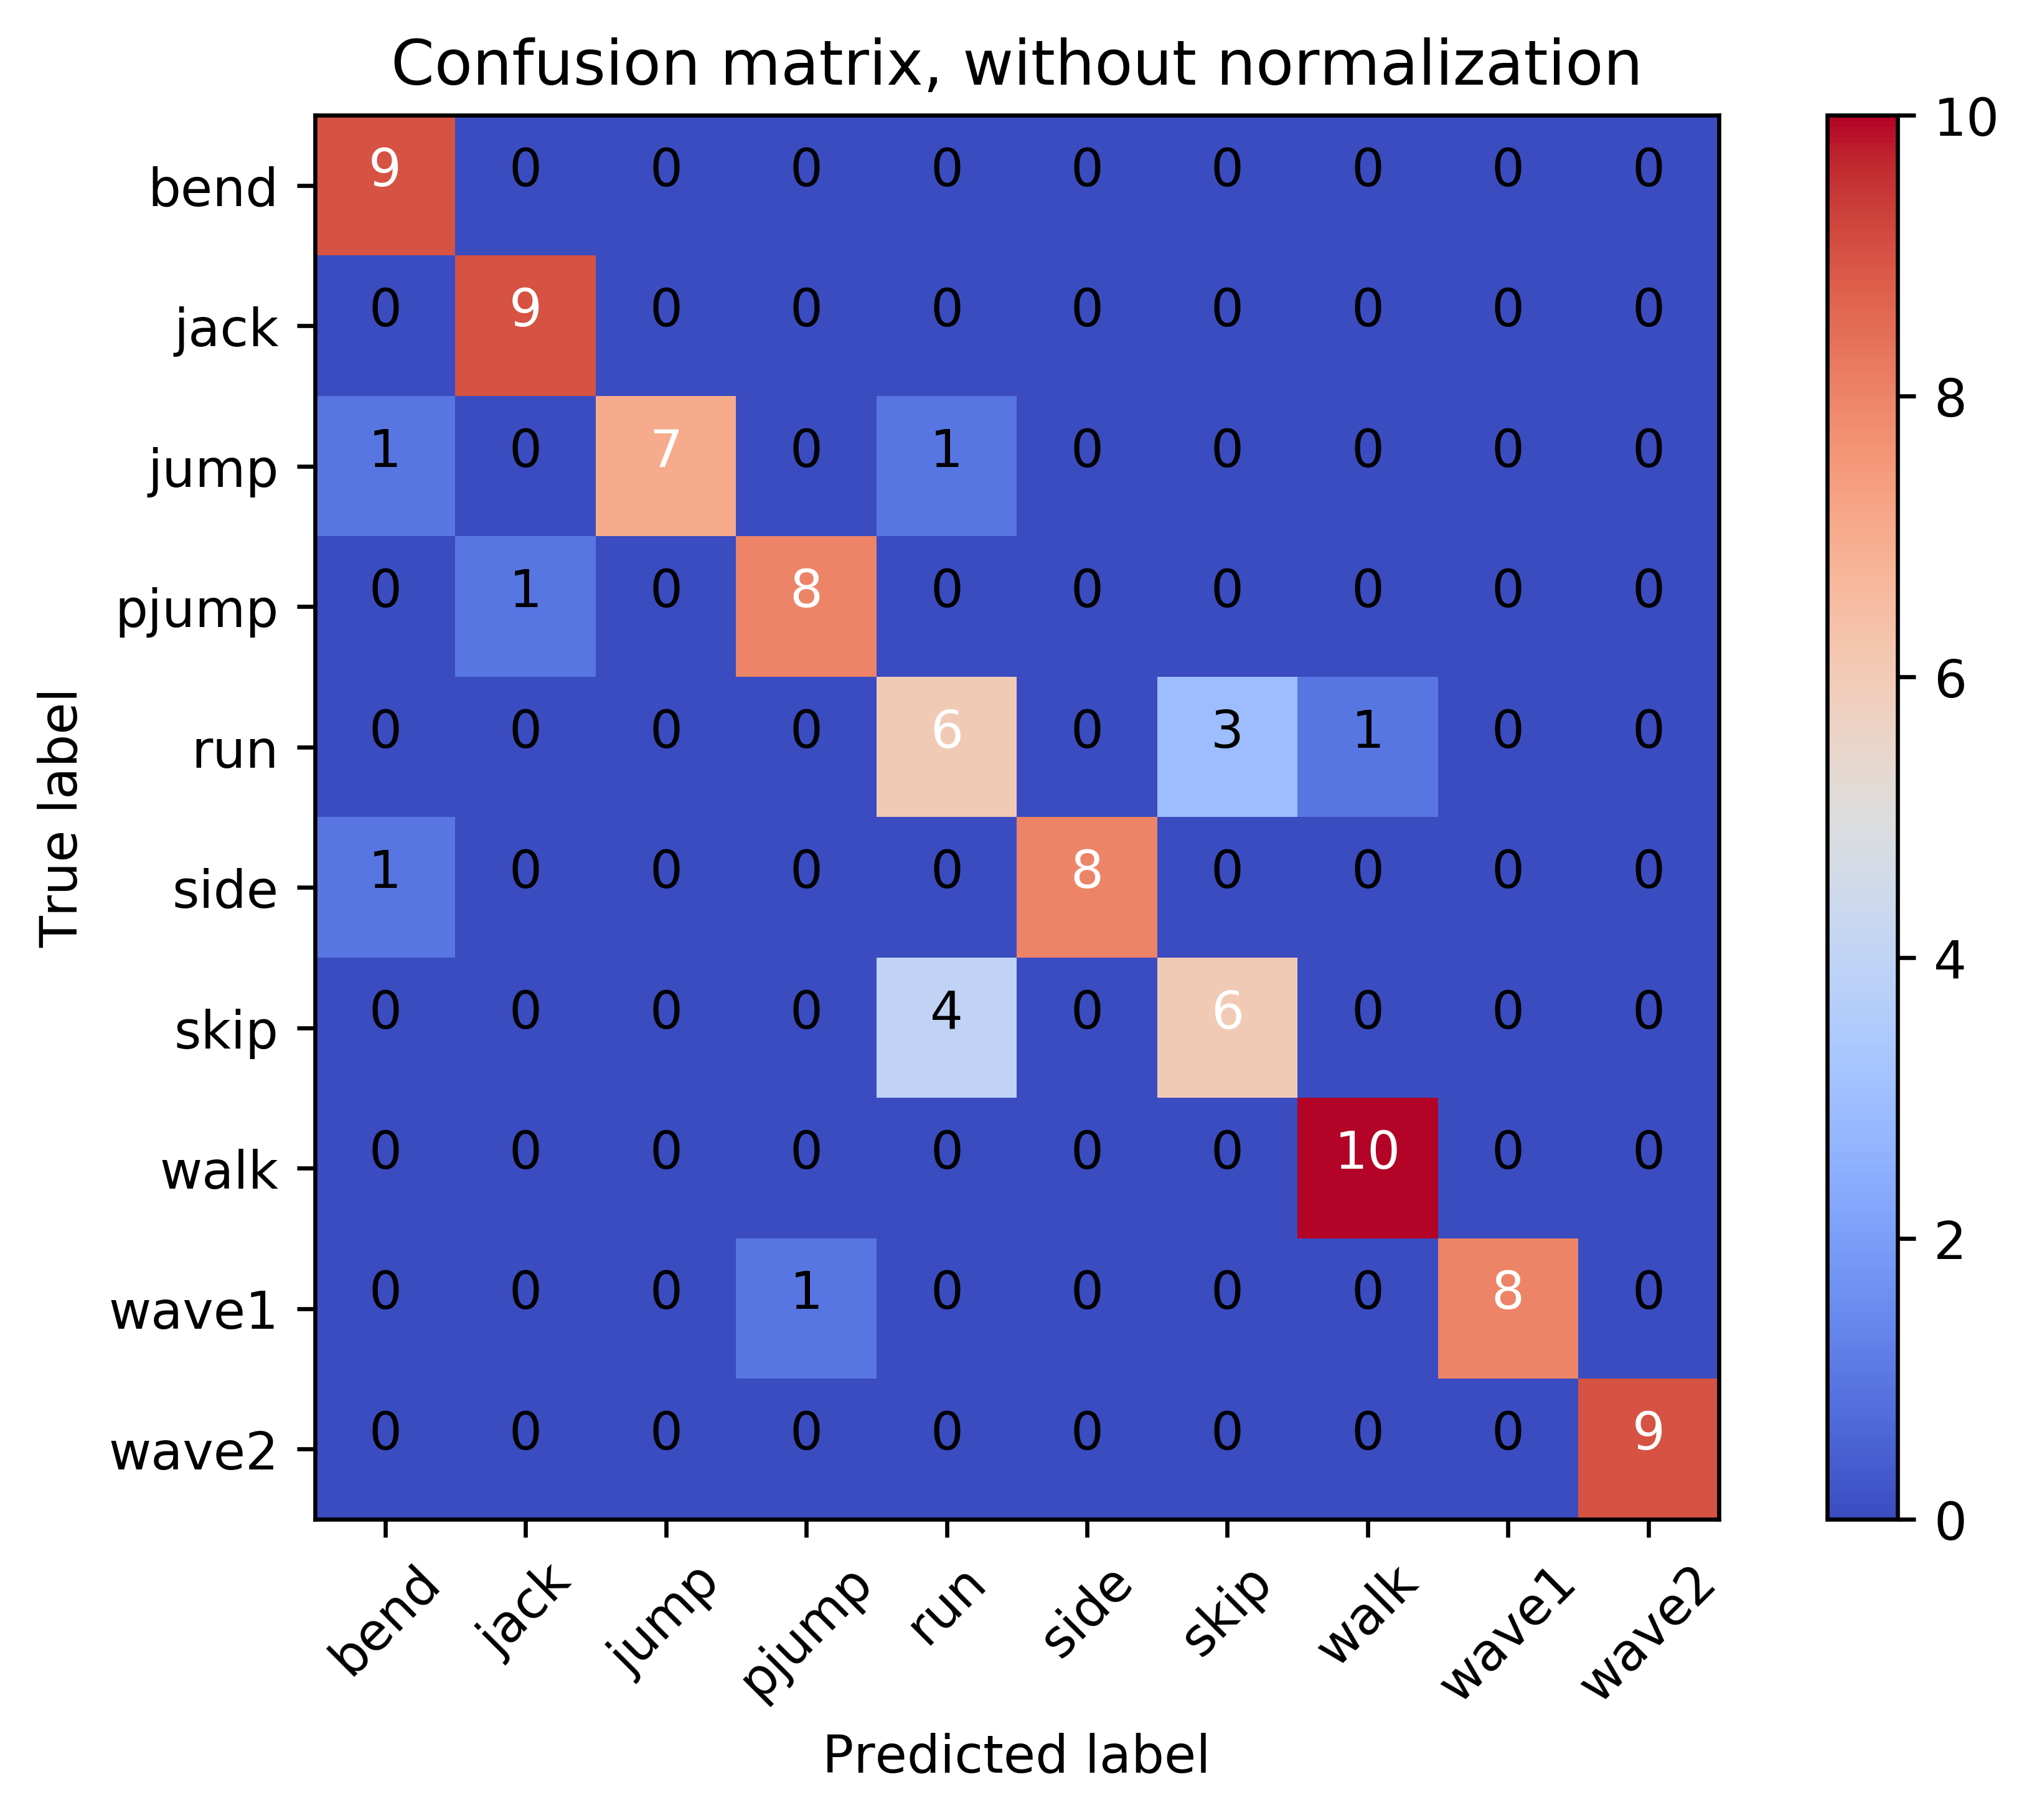 Confusion matrix, without normalization
bend 9 0 0 0 0 0 0 0 0 0
jack 0 9 0 0 0 0 0 0 0 0
jump 1 0 7 0 1 0 0 0 0 0
pjump 0 1 0 8 0 0 0 0 0 0
run 0 0 0 0 6 0 3 1 0 0
side 1 0 0 0 0 8 0 0 0 0
skip 0 0 0 0 4 0 6 0 0 0
walk 0 0 0 0 0 0 0 10 0 0
wave1 0 0 0 1 0 0 0 0 8 0
wave2 0 0 0 0 0 0 0 0 0 9
bend jack jump pjump run side skip walk wave1 wave2
Predicted label
True label
10
8
6
4
2
0